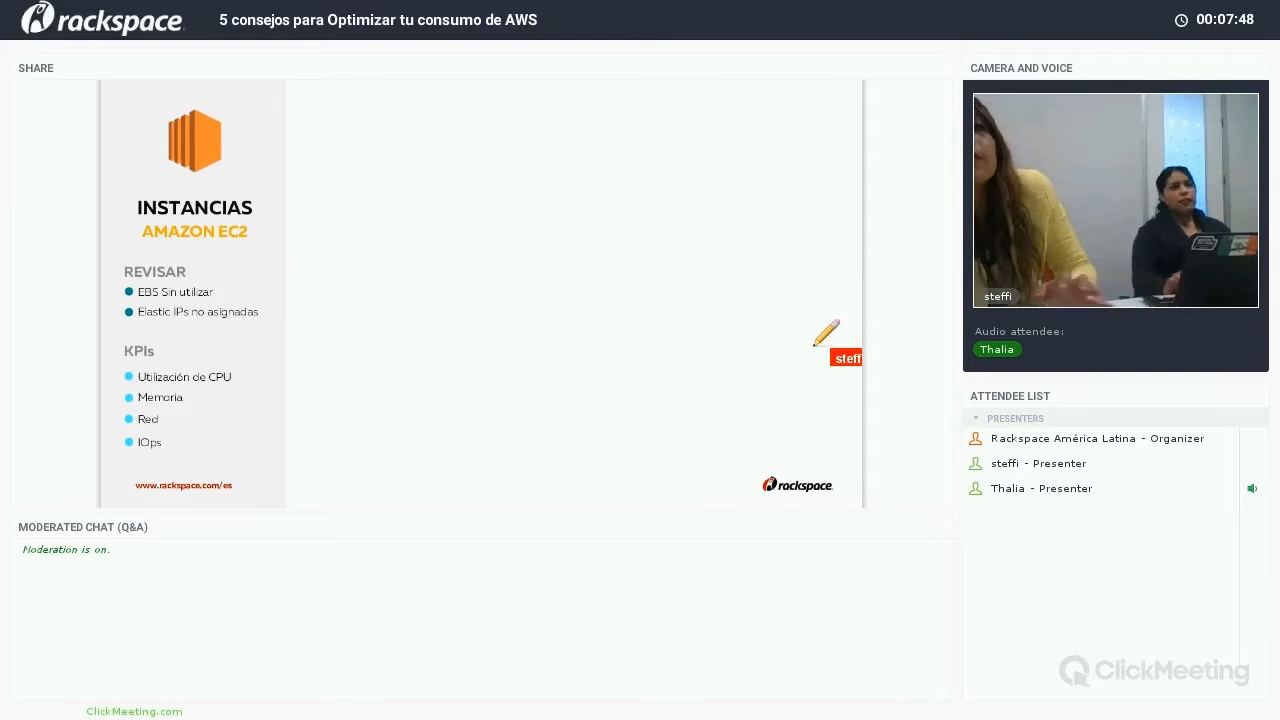 rackspace
5 consejos para Optimizar tu consumo de AWS
00:07:48
SHARE
INSTANCIAS
AMAZON EC2
REVISAR
EBS Sin utilizar
Elastic IPs no asignadas
KPIs
Utilización de CPU
Memoria
Red
IOps
www.rackspace.com/es
steff
rackspace
CAMERA AND VOICE
steffi
Audio attendee:
Thalia
ATTENDEE LIST
PRESENTERS
Rackspace América Latina - Organizer
steffi - Presenter
Thalia - Presenter
MODERATED CHAT (Q&A)
Moderation is on.
ClickMeeting
ClickMeeting.com